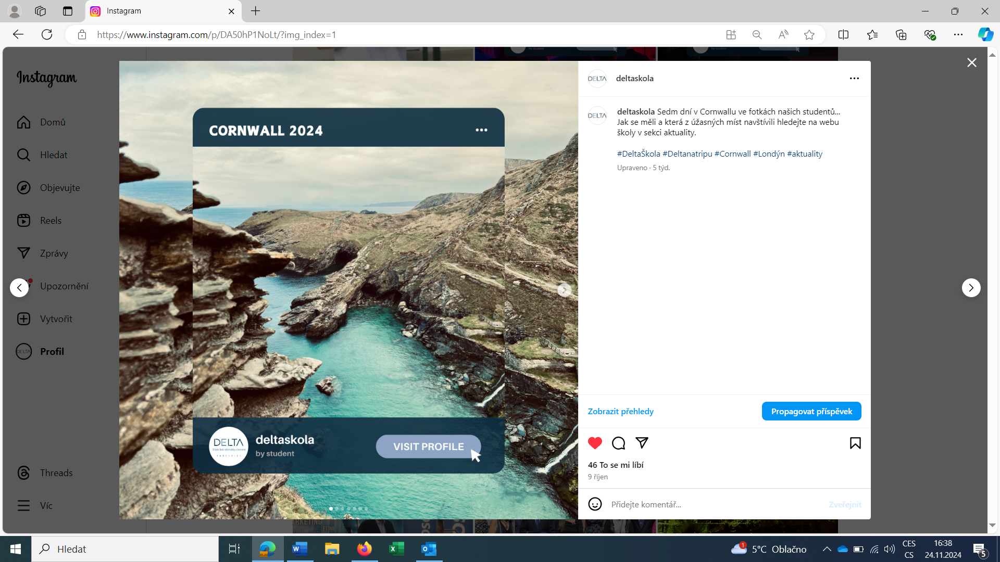 Instagram
https://www.instagram.com/p/DA50hP1NoLt/?img_index=1
Instagram
Domů
Hledat
Objevujte
Reels
Zprávy
Upozornění
Vytvořit
Profil
Threads
Víc
CORNWALL 2024
DELTA
deltaskola
by student
VISIT PROFILE
DELTA
deltaskola
DELTA
deltaskola Sedm dní v Cornwallu ve fotkách našich studentů...
Jak se měli a která z úžasných míst navštívili hledejte na webu
školy v sekci aktuality.
#DeltaŠkola #Deltanatripu #Cornwall #Londýn #aktuality
Upraveno · 5 týd.
Zobrazit přehledy
Propagovat příspěvek
46 To se mi líbí
9 říjen
Přidejte komentář...
Zveřejnit
Hledat
1
5°C Oblačno
CES
CS
16:38
24.11.2024
5